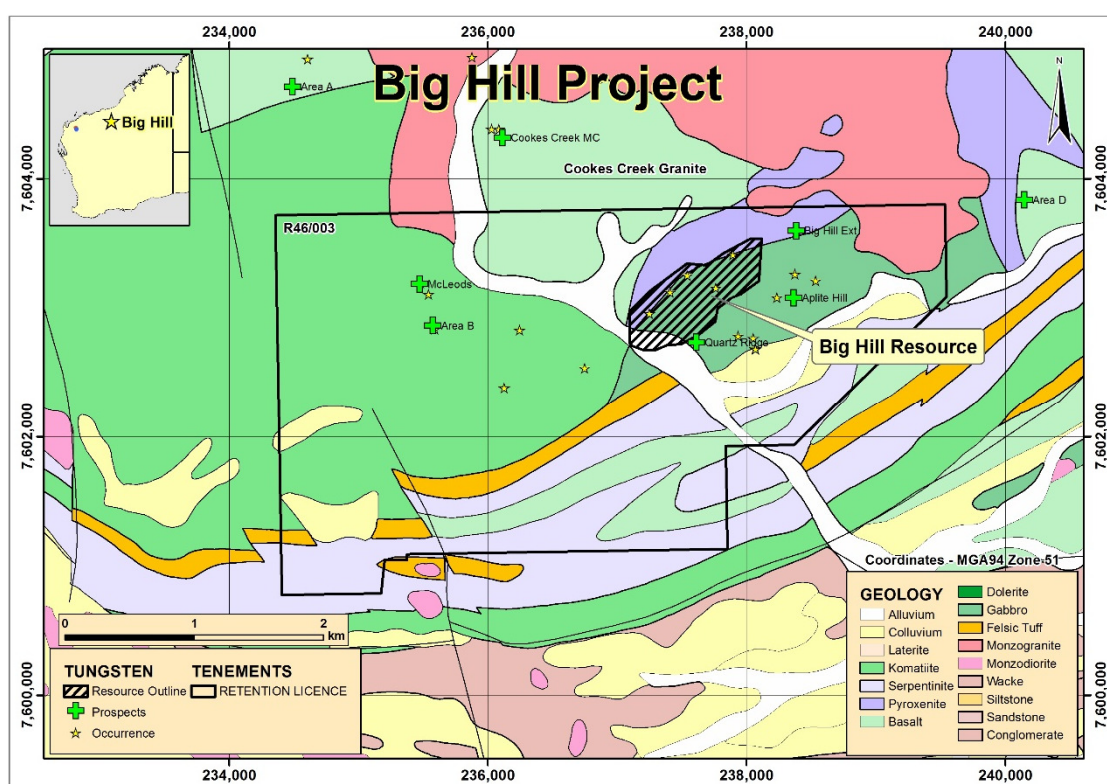 234,000
236,000
238,000
240,000
Big Hill Project
Big Hill
N
Area A
Cookes Creek MC
Cookes Creek Granite
7,604,000
7,604,000
Area D
R46/003
Big Hill Ext
McLeods
Aplite Hill
Area B
Quartz Ridge
Big Hill Resource
7,602,000
7,602,000
Coordinates - MGA94 Zone 51
0
1
2
km
TUNGSTEN
Resource Outline
Prospects
Occurrence
TENEMENTS
RETENTION LICENCE
GEOLOGY
Alluvium
Colluvium
Laterite
Komatiite
Serpentinite
Pyroxenite
Basalt
Dolerite
Gabbro
Felsic Tuff
Monzogranite
Monzodiorite
Wacke
Siltstone
Sandstone
Conglomerate
7,600,000
7,600,000
234,000
236,000
238,000
240,000